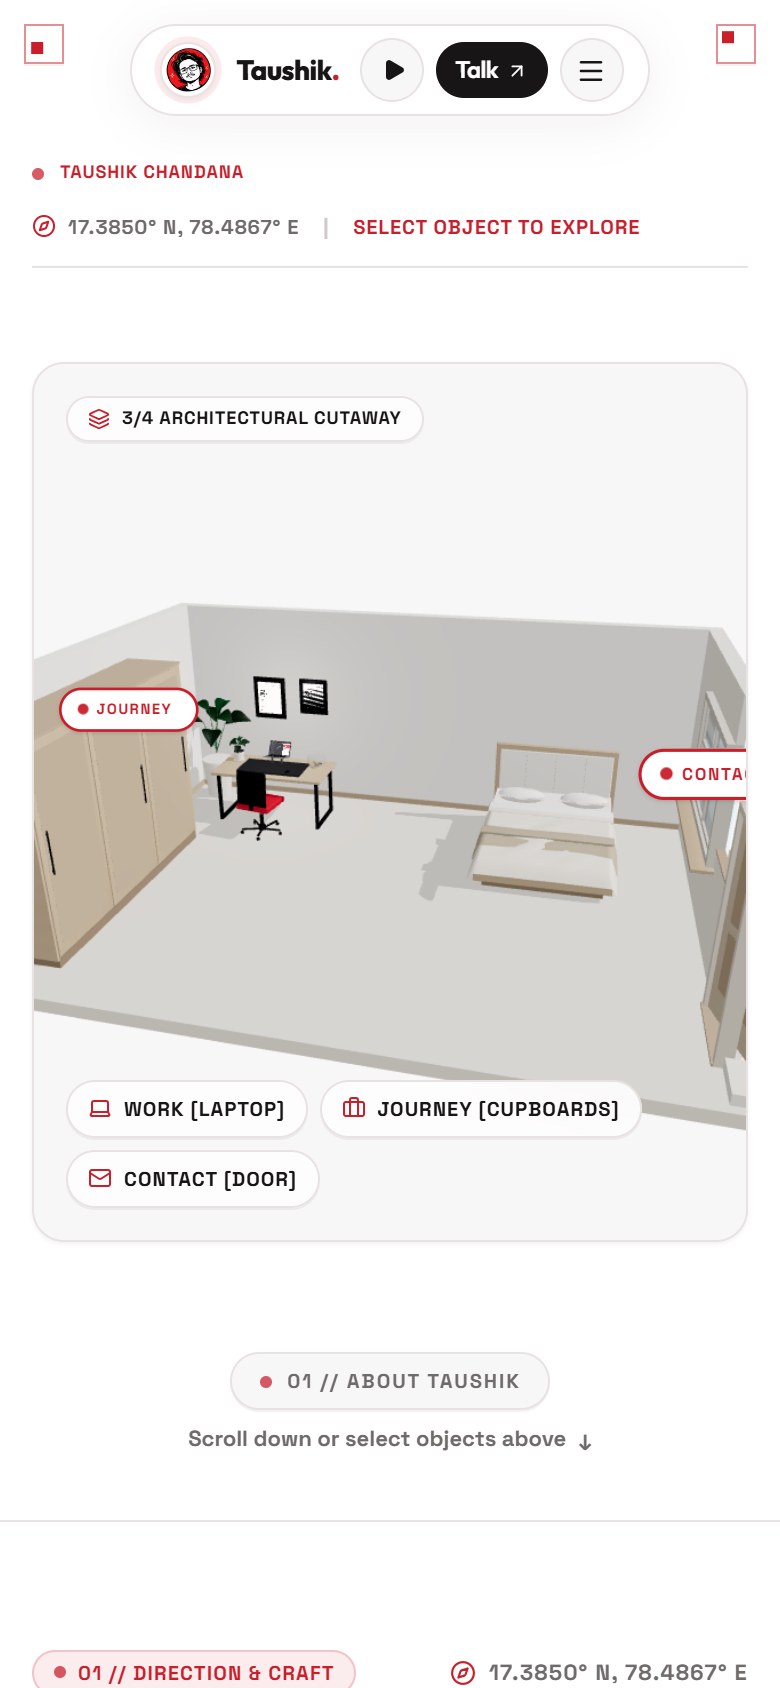 Taushik.
Talk
TAUSHIK CHANDANA
17.3850° N, 78.4867° E | SELECT OBJECT TO EXPLORE
3/4 ARCHITECTURAL CUTAWAY
JOURNEY
CONTAC
WORK [LAPTOP]
JOURNEY [CUPBOARDS]
CONTACT [DOOR]
01 // ABOUT TAUSHIK
Scroll down or select objects above ↓
01 // DIRECTION & CRAFT
17.3850° N, 78.4867° E